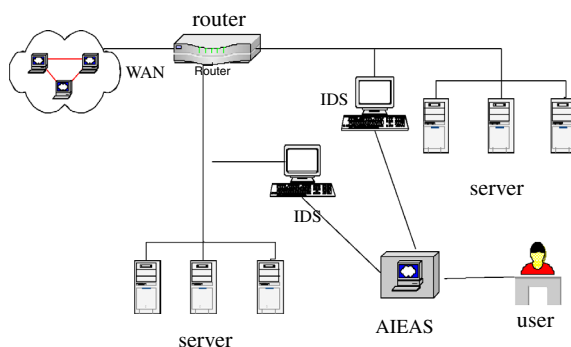 router
Router
WAN
IDS
server
IDS
AIEAS
user
server